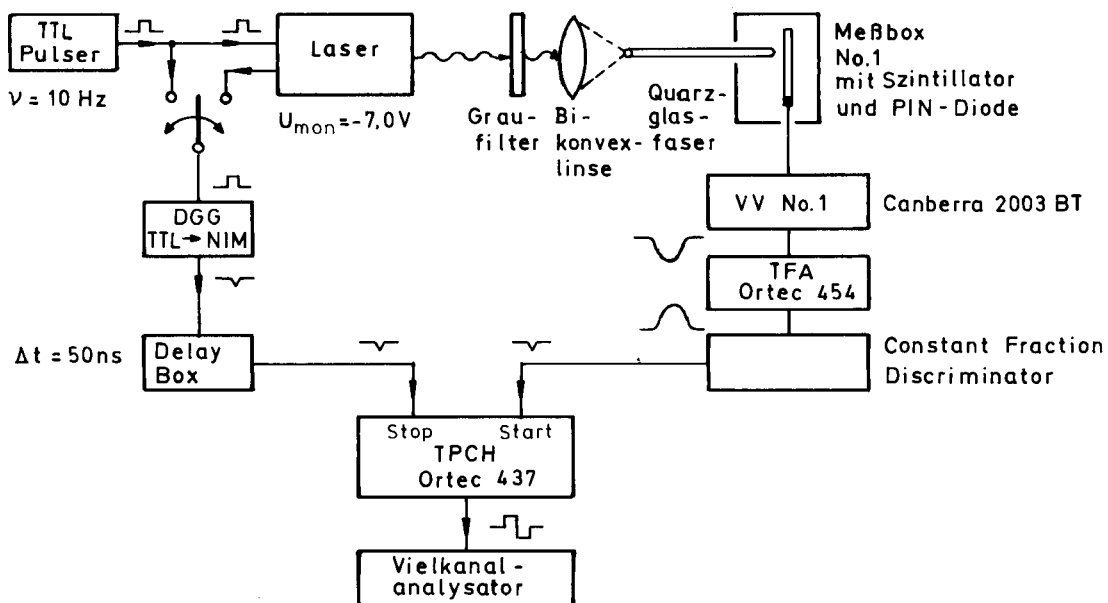 TTL
Pulser
ν = 10 Hz
Laser
U mon = -7,0 V
Grau-
filter
Bi-
konvex-
linse
Quarz-
glas-
faser
Meßbox
No.1
mit Szintillator
und PIN-Diode
VV No.1
Canberra 2003 BT
DGG
TTL → NIM
TFA
Ortec 454
Δt = 50ns
Delay
Box
Constant Fraction
Discriminator
Stop
Start
TPCH
Ortec 437
Vielkanal-
analysator